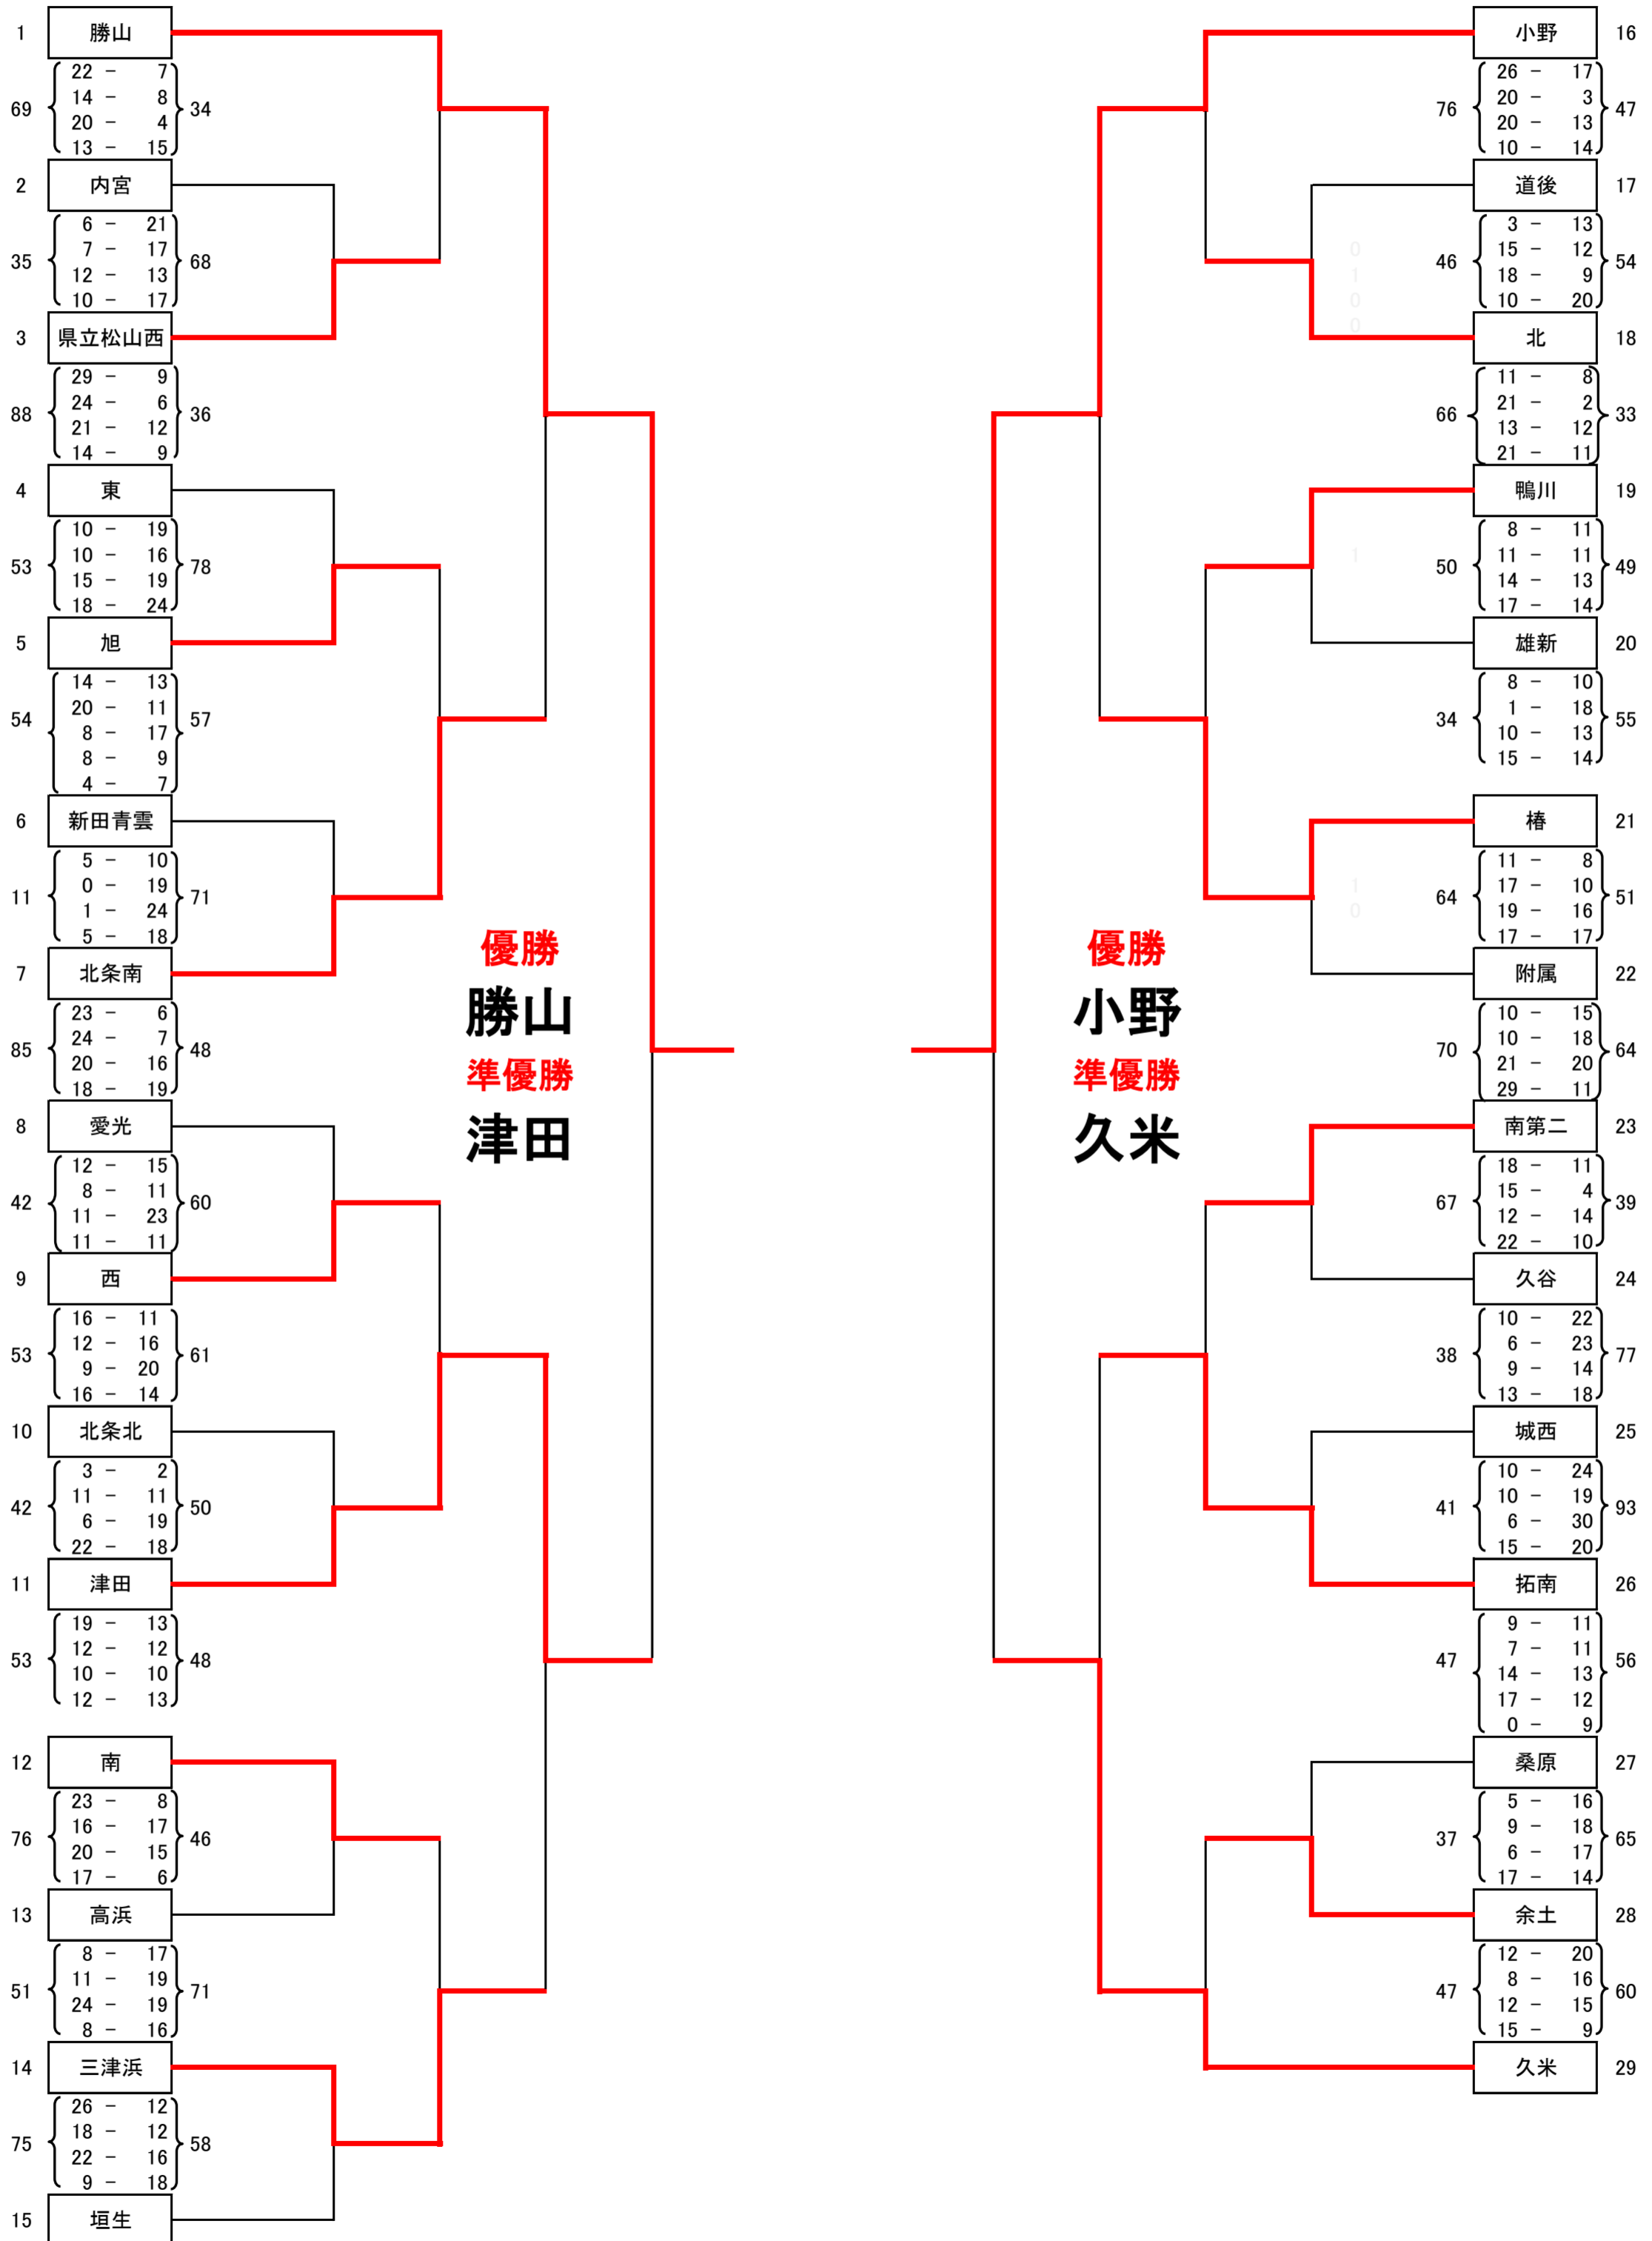 1 勝山
22 - 7
14 - 8
69 34
20 - 4
13 - 15
2 内宮
6 - 21
7 - 17
35 68
12 - 13
10 - 17
3 県立松山西
29 - 9
24 - 6
88 36
21 - 12
14 - 9
4 東
10 - 19
10 - 16
53 78
15 - 19
18 - 24
5 旭
14 - 13
20 - 11
54 57
8 - 17
8 - 9
4 - 7
6 新田青雲
5 - 10
0 - 19
11 71
1 - 24
5 - 18
7 北条南
23 - 6
24 - 7
85 48
20 - 16
18 - 19
8 愛光
12 - 15
8 - 11
42 60
11 - 23
11 - 11
9 西
16 - 11
12 - 16
53 61
9 - 20
16 - 14
10 北条北
3 - 2
11 - 11
42 50
6 - 19
22 - 18
11 津田
19 - 13
12 - 12
53 48
10 - 10
12 - 13
12 南
23 - 8
16 - 17
76 46
20 - 15
17 - 6
13 高浜
8 - 17
11 - 19
51 71
24 - 19
8 - 16
14 三津浜
26 - 12
18 - 12
75 58
22 - 16
9 - 18
15 垣生
優勝
勝山
準優勝
津田
優勝
小野
準優勝
久米
小野 16
26 - 17
20 - 3
76 47
20 - 13
10 - 14
道後 17
3 - 13
0
15 - 12
46 54
1
18 - 9
0
10 - 20
0
北 18
11 - 8
21 - 2
66 33
13 - 12
21 - 11
鴨川 19
8 - 11
1
11 - 11
50 49
14 - 13
17 - 14
雄新 20
8 - 10
1 - 18
34 55
10 - 13
15 - 14
椿 21
11 - 8
1
17 - 10
64 51
0
19 - 16
17 - 17
附属 22
10 - 15
10 - 18
70 64
21 - 20
29 - 11
南第二 23
18 - 11
15 - 4
67 39
12 - 14
22 - 10
久谷 24
10 - 22
6 - 23
38 77
9 - 14
13 - 18
城西 25
10 - 24
10 - 19
41 93
6 - 30
15 - 20
拓南 26
9 - 11
7 - 11
47 56
14 - 13
17 - 12
0 - 9
桑原 27
5 - 16
9 - 18
37 65
6 - 17
17 - 14
余土 28
12 - 20
8 - 16
47 60
12 - 15
15 - 9
久米 29